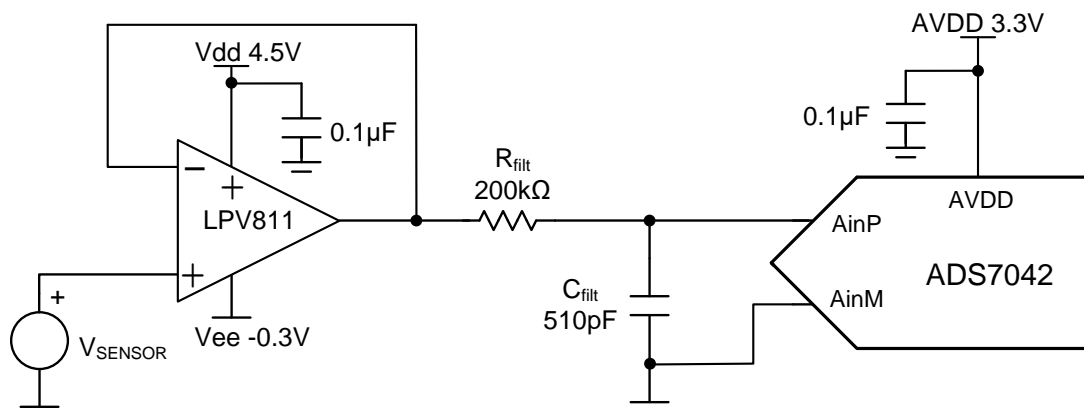 Vdd 4.5V
AVDD 3.3V
0.1µF
0.1µF
Rfilt
200kΩ
−
+
LPV811
AVDD
AinP
+
ADS7042
+
Cfilt
510pF
AinM
Vee -0.3V
VSENSOR